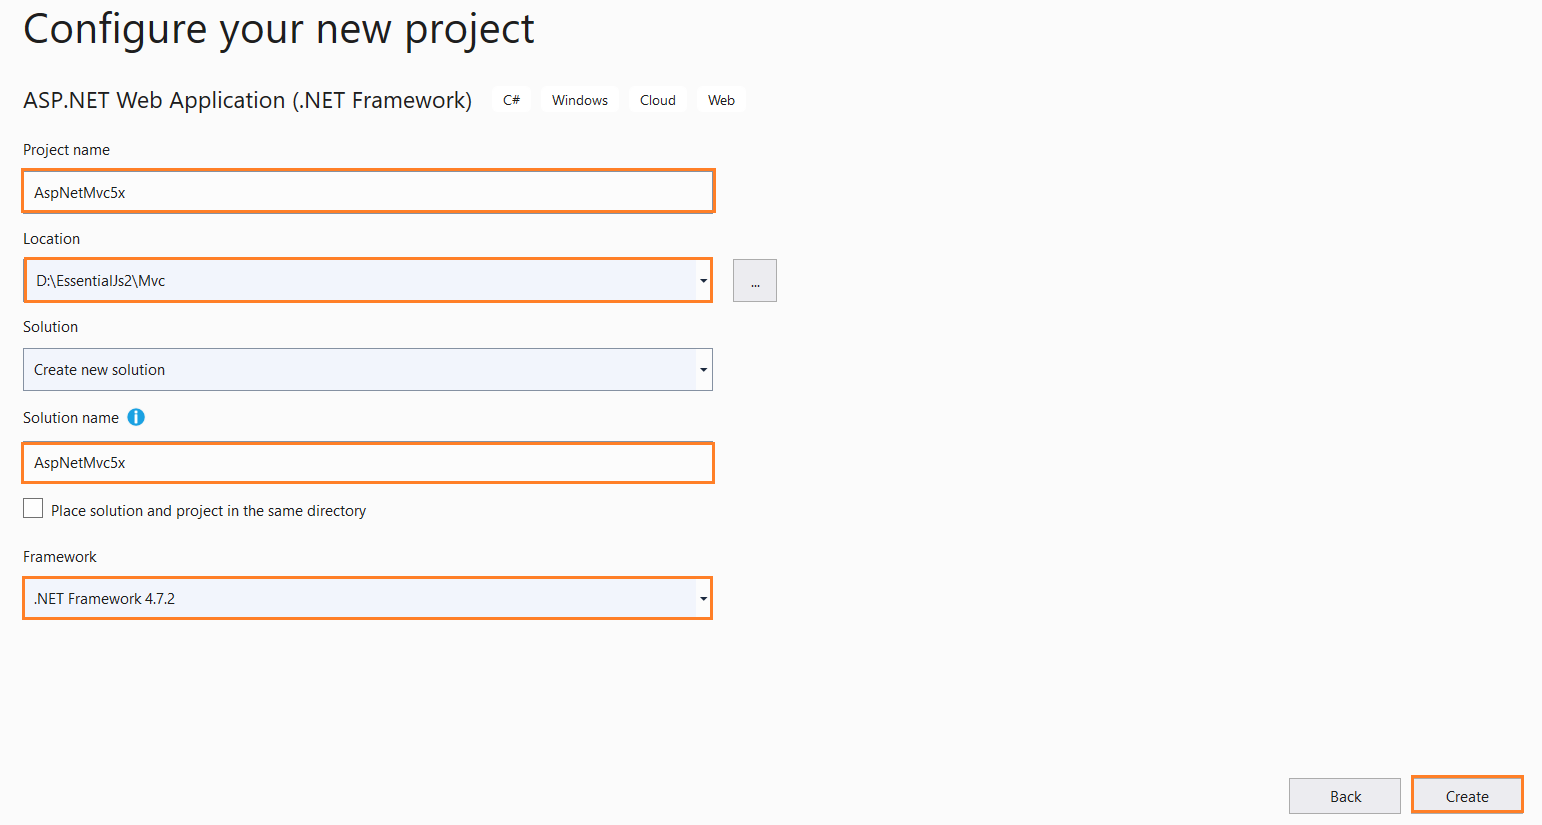 Configure your new project
ASP.NET Web Application (.NET Framework) C# Windows Cloud Web
Project name
AspNetMvc5x
Location
D:\EssentialJs2\Mvc
...
Solution
Create new solution
Solution name
AspNetMvc5x
Place solution and project in the same directory
Framework
.NET Framework 4.7.2
Back Create